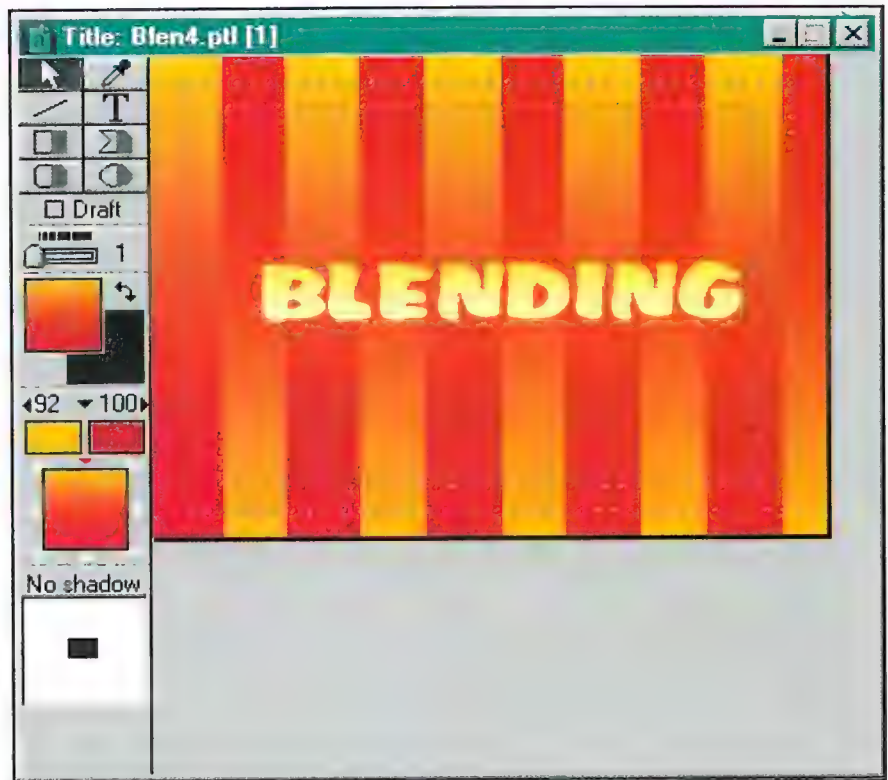 Title: Blen4.ptl [1]
T
Draft
1
BLENDING
92 100
No shadow